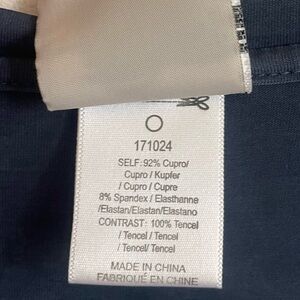 171024
SELF: 92% Cupro/
Cupro / Kupfer
/ Cupro / Cupre
8% Spandex / Elasthanne
/Elastan/Elastan/Elastano
CONTRAST: 100% Tencel
/ Tencel / Tencel
/ Tencel/ Tencel
MADE IN CHINA
FABRIQUÉ EN CHINE